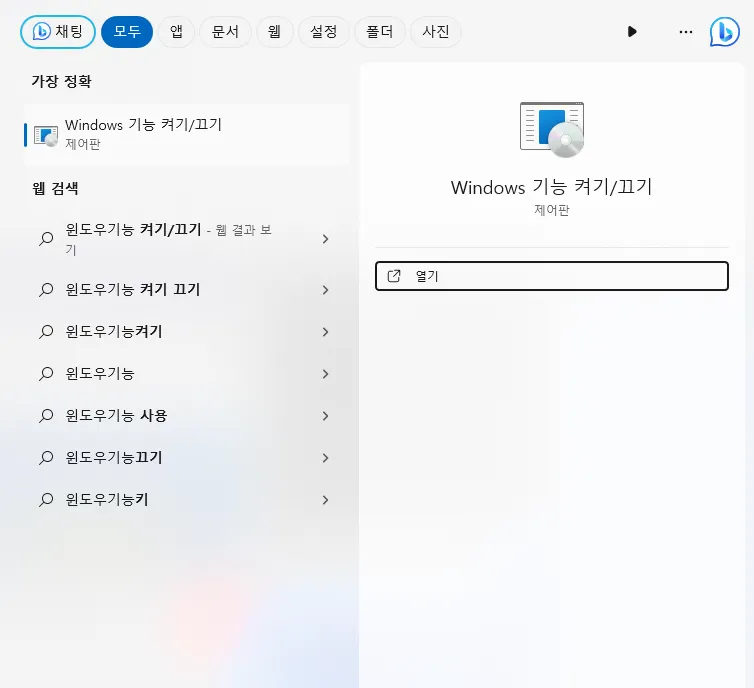 채팅
모두
앱
문서
웹
설정
폴더
사진
가장 정확
Windows 기능 켜기/끄기
제어판
웹 검색
윈도우기능 켜기/끄기 - 웹 결과 보
기
윈도우기능 켜기 끄기
윈도우기능켜기
윈도우기능
윈도우기능 사용
윈도우기능끄기
윈도우기능키
Windows 기능 켜기/끄기
제어판
열기